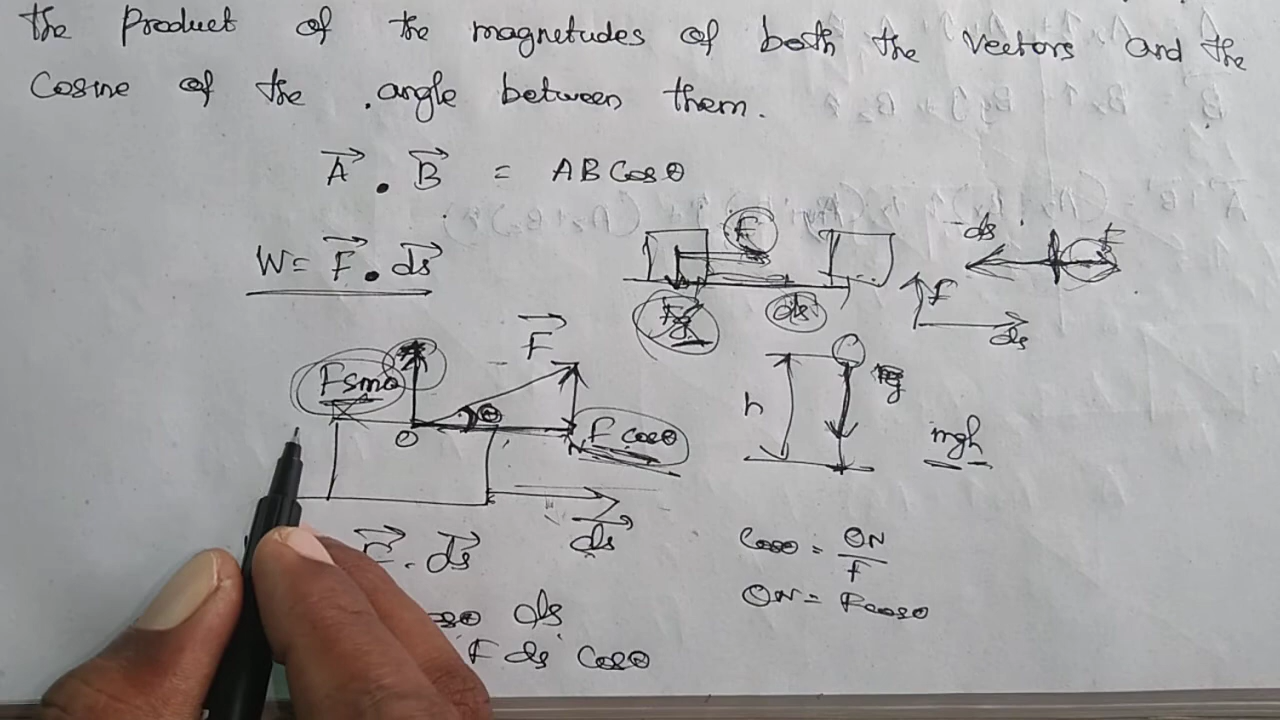 the product of the magnetudes of both the vectors and the
cosine of the angle between them.
A . B = AB Cosθ
W = F . ds
F
ds
F
ds
F
ds
F
Fsinθ
θ
O
F cosθ
N
ds
h
mg
mgh
F . ds
ds
F ds Cosθ
Cosθ = ON/F
ON = Fcosθ